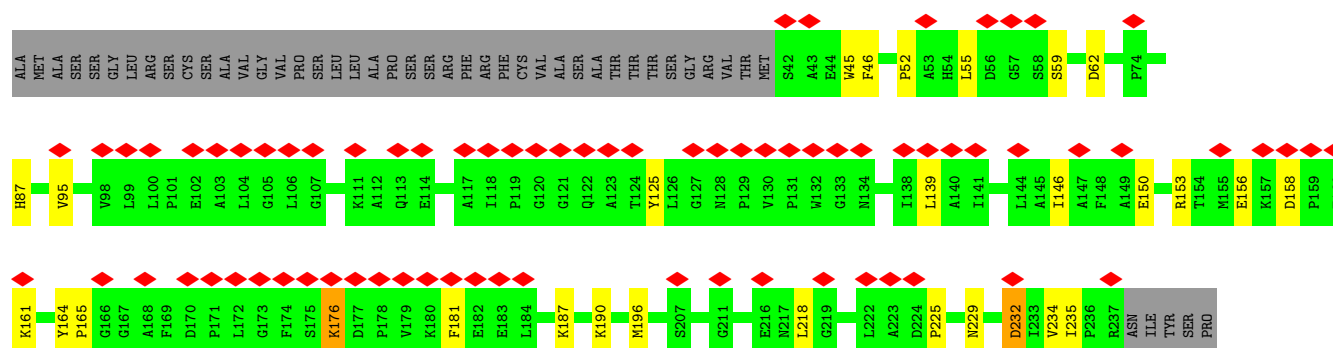 ALA MET ALA SER SER GLY LEU ARG SER CYS SER ALA VAL GLY VAL PRO SER LEU LEU ALA PRO SER SER ARG PHE ARG PHE CYS VAL ALA SER ALA THR THR THR SER GLY ARG VAL THR MET S42 A43 E44 W45 F46 P52 A53 H54 L55 D56 G57 S58 S59 D62 P74
H87 V95 V98 L99 L100 P101 E102 A103 L104 G105 L106 G107 K111 A112 Q113 E114 A117 I118 P119 G120 G121 Q122 A123 T124 Y125 L126 G127 N128 P129 V130 P131 W132 G133 N134 I138 L139 A140 I141 L144 A145 I146 A147 F148 A149 E150 R153 T154 M155 E156 K157 D158 P159
K161 Y164 P165 G166 G167 A168 F169 D170 P171 L172 G173 F174 S175 K176 D177 P178 V179 K180 F181 E182 E183 L184 K187 K190 M196 S207 G211 E216 N217 L218 G219 L222 A223 D224 P225 N229 D232 I233 V234 I235 P236 R237 ASN ILE TYR SER PRO